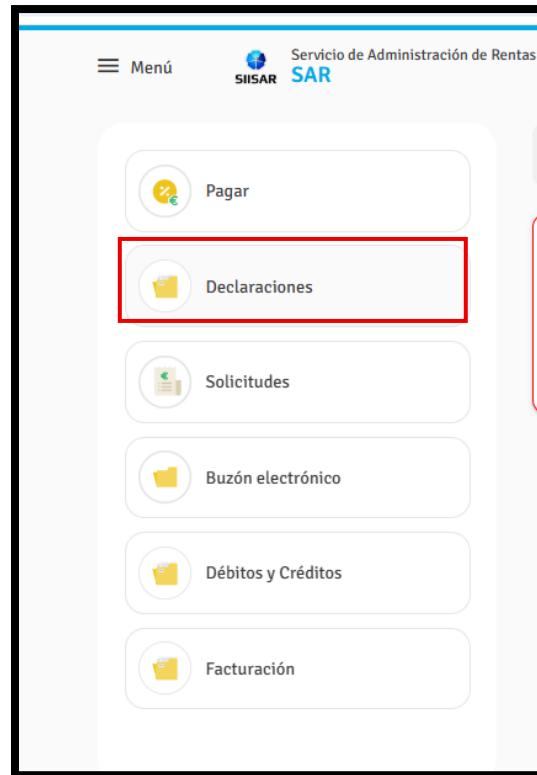 Menú
SIISAR
Servicio de Administración de Rentas
SAR
Pagar
Declaraciones
Solicitudes
Buzón electrónico
Débitos y Créditos
Facturación